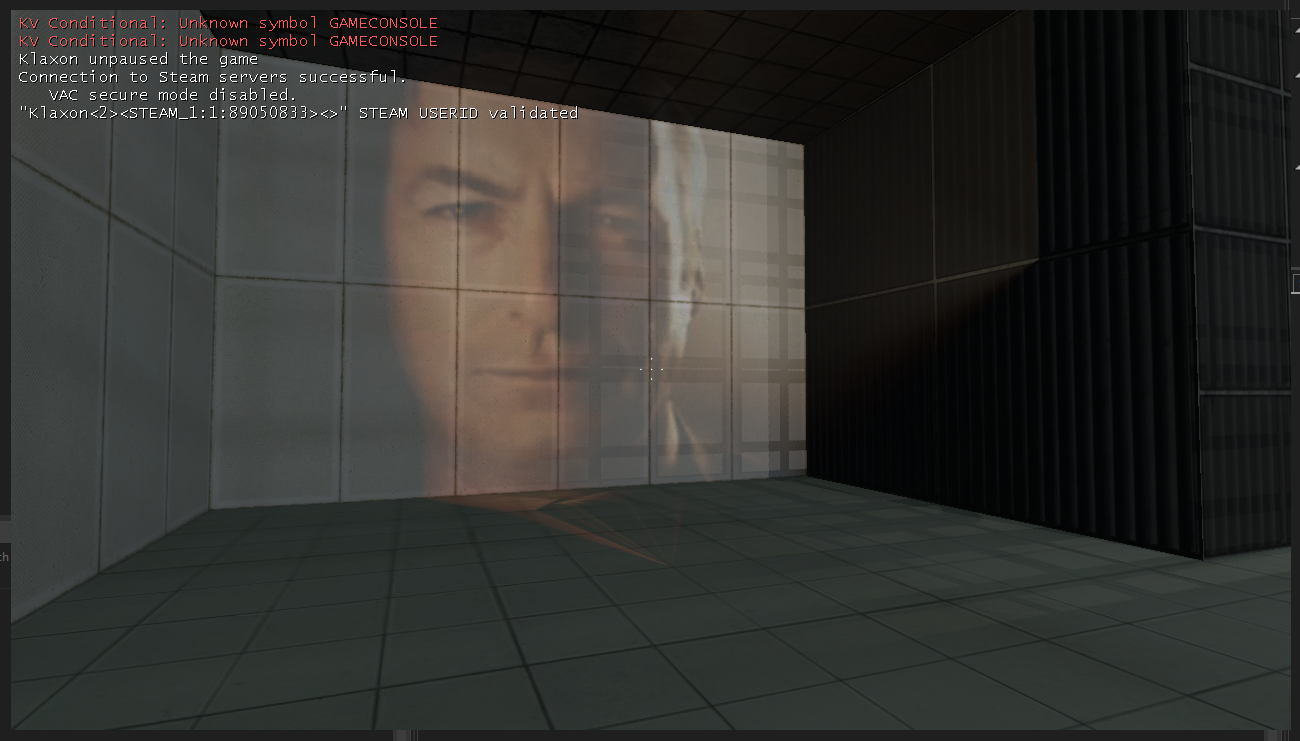 KV Conditional: Unknown symbol GAMECONSOLE
KV Conditional: Unknown symbol GAMECONSOLE
Klaxon unpaused the game
Connection to Steam servers successful.
VAC secure mode disabled.
"Klaxon<2><STEAM_1:1:89050833><>" STEAM USERID validated
th